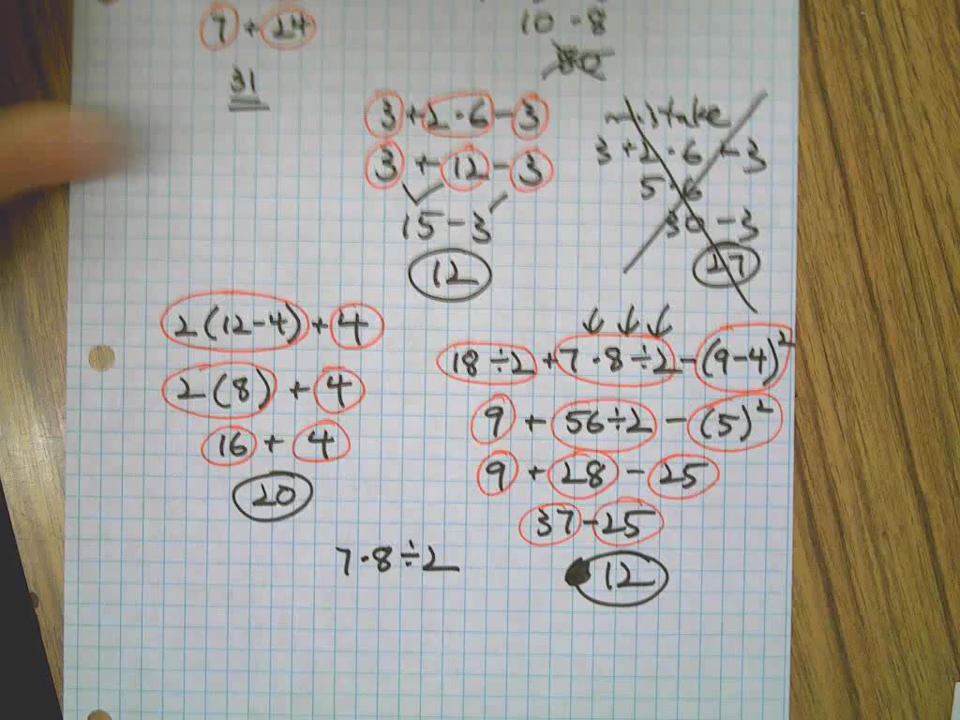 7 + 24
31
10 · 8
80
3 + 2 · 6 - 3
3 + 12 - 3
15 - 3
12
mistake
3 + 2 · 6 - 3
5 · 6
30 - 3
27
2(12-4) + 4
2(8) + 4
16 + 4
20
18 ÷ 2 + 7 · 8 ÷ 2 - (9-4)²
9 + 56 ÷ 2 - (5)²
9 + 28 - 25
37 - 25
12
7 · 8 ÷ 2